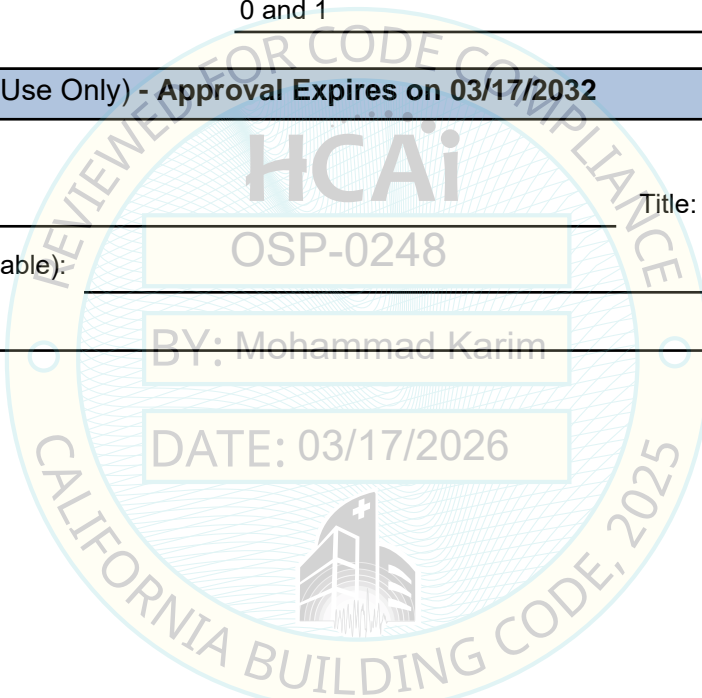 0 and 1
Use Only) - Approval Expires on 03/17/2032
REVIEWED FOR CODE COMPLIANCE
HCAi
Title:
OSP-0248
able):
BY: Mohammad Karim
DATE: 03/17/2026
CALIFORNIA BUILDING CODE, 2025